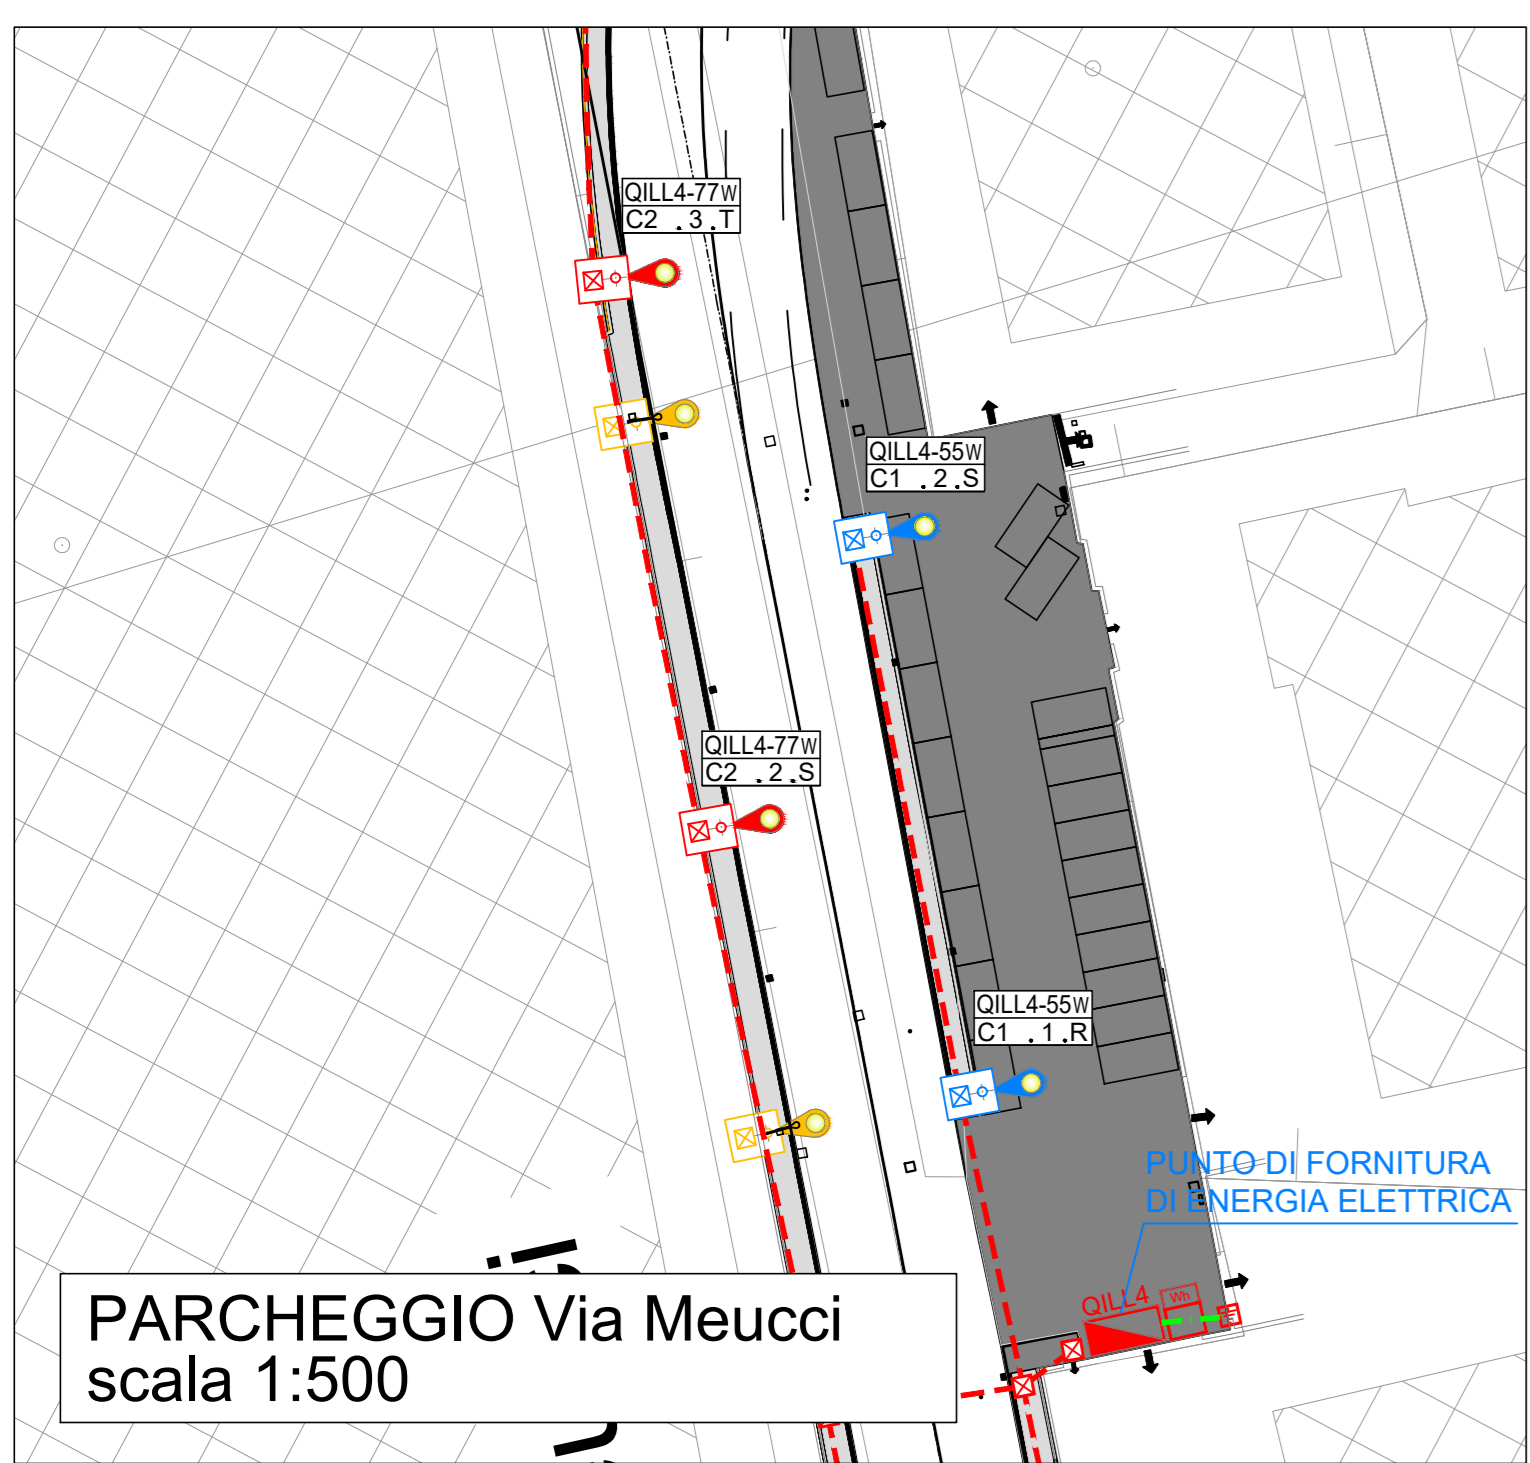 QILL4-77W
C2 .3.T
QILL4-55W
C1 .2.S
QILL4-77W
C2 .2.S
QILL4-55W
C1 .1.R
PUNTO DI FORNITURA
DI ENERGIA ELETTRICA
QILL4
Wh
PARCHEGGIO Via Meucci
scala 1:500